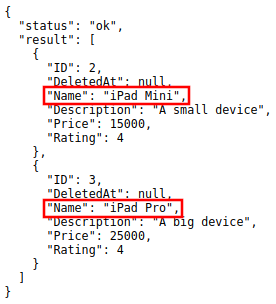 {
  "status": "ok",
  "result": [
    {
      "ID": 2,
      "DeletedAt": null,
      "Name": "iPad Mini",
      "Description": "A small device",
      "Price": 15000,
      "Rating": 4
    },
    {
      "ID": 3,
      "DeletedAt": null,
      "Name": "iPad Pro",
      "Description": "A big device",
      "Price": 25000,
      "Rating": 4
    }
  ]
}